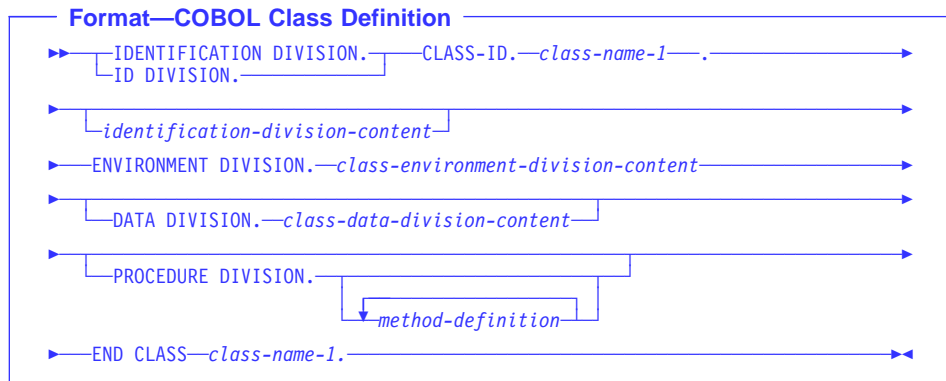 Format—COBOL Class Definition
IDENTIFICATION DIVISION. CLASS-ID. class-name-1 .
ID DIVISION.
identification-division-content
ENVIRONMENT DIVISION. class-environment-division-content
DATA DIVISION. class-data-division-content
PROCEDURE DIVISION.
method-definition
END CLASS class-name-1.